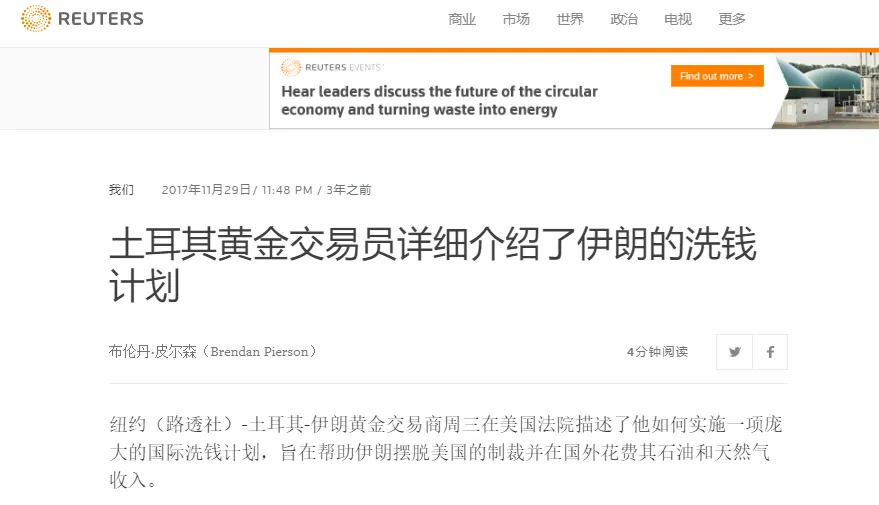 REUTERS
商业 市场 世界 政治 电视 更多
REUTERS EVENTS™
Hear leaders discuss the future of the circular
economy and turning waste into energy
Find out more >
我们 2017年11月29日/ 11:48 PM / 3年之前
土耳其黄金交易员详细介绍了伊朗的洗钱
计划
布伦丹·皮尔森（Brendan Pierson）
4分钟阅读
纽约（路透社）-土耳其-伊朗黄金交易商周三在美国法院描述了他如何实施一项庞
大的国际洗钱计划，旨在帮助伊朗摆脱美国的制裁并在国外花费其石油和天然气
收入。